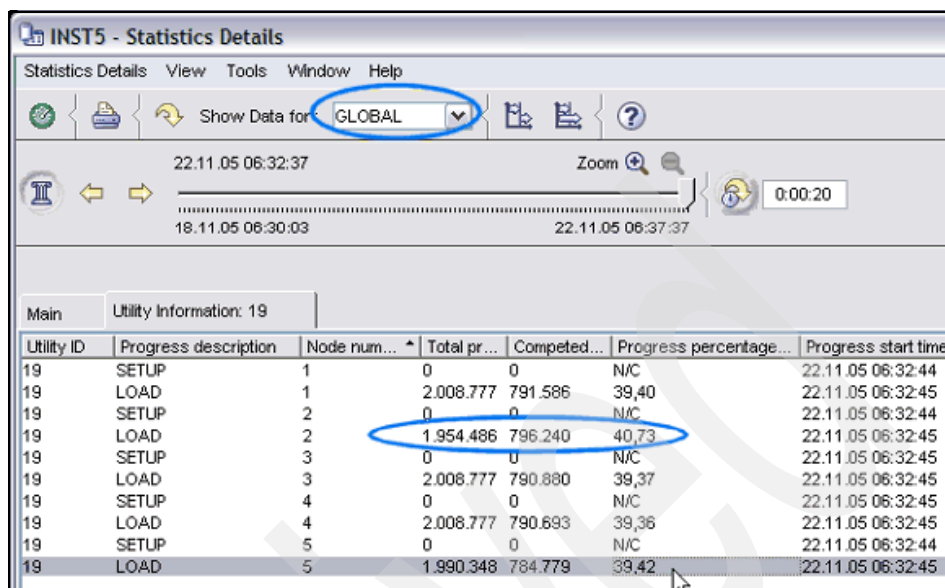 INST5 - Statistics Details
Statistics Details View Tools Window Help
Show Data for: GLOBAL
22.11.05 06:32:37 Zoom
0:00:20
18.11.05 06:30:03 22.11.05 06:37:37
Main Utility Information: 19
Utility ID Progress description Node num... Total pr... Competed... Progress percentage... Progress start time
19 SETUP 1 0 0 N/C 22.11.05 06:32:44
19 LOAD 1 2.008.777 791.586 39,40 22.11.05 06:32:45
19 SETUP 2 0 0 N/C 22.11.05 06:32:44
19 LOAD 2 1.954.486 796.240 40,73 22.11.05 06:32:45
19 SETUP 3 0 0 N/C 22.11.05 06:32:45
19 LOAD 3 2.008.777 790.880 39,37 22.11.05 06:32:45
19 SETUP 4 0 0 N/C 22.11.05 06:32:45
19 LOAD 4 2.008.777 790.693 39,36 22.11.05 06:32:45
19 SETUP 5 0 0 N/C 22.11.05 06:32:44
19 LOAD 5 1.990.348 784.779 39,42 22.11.05 06:32:45